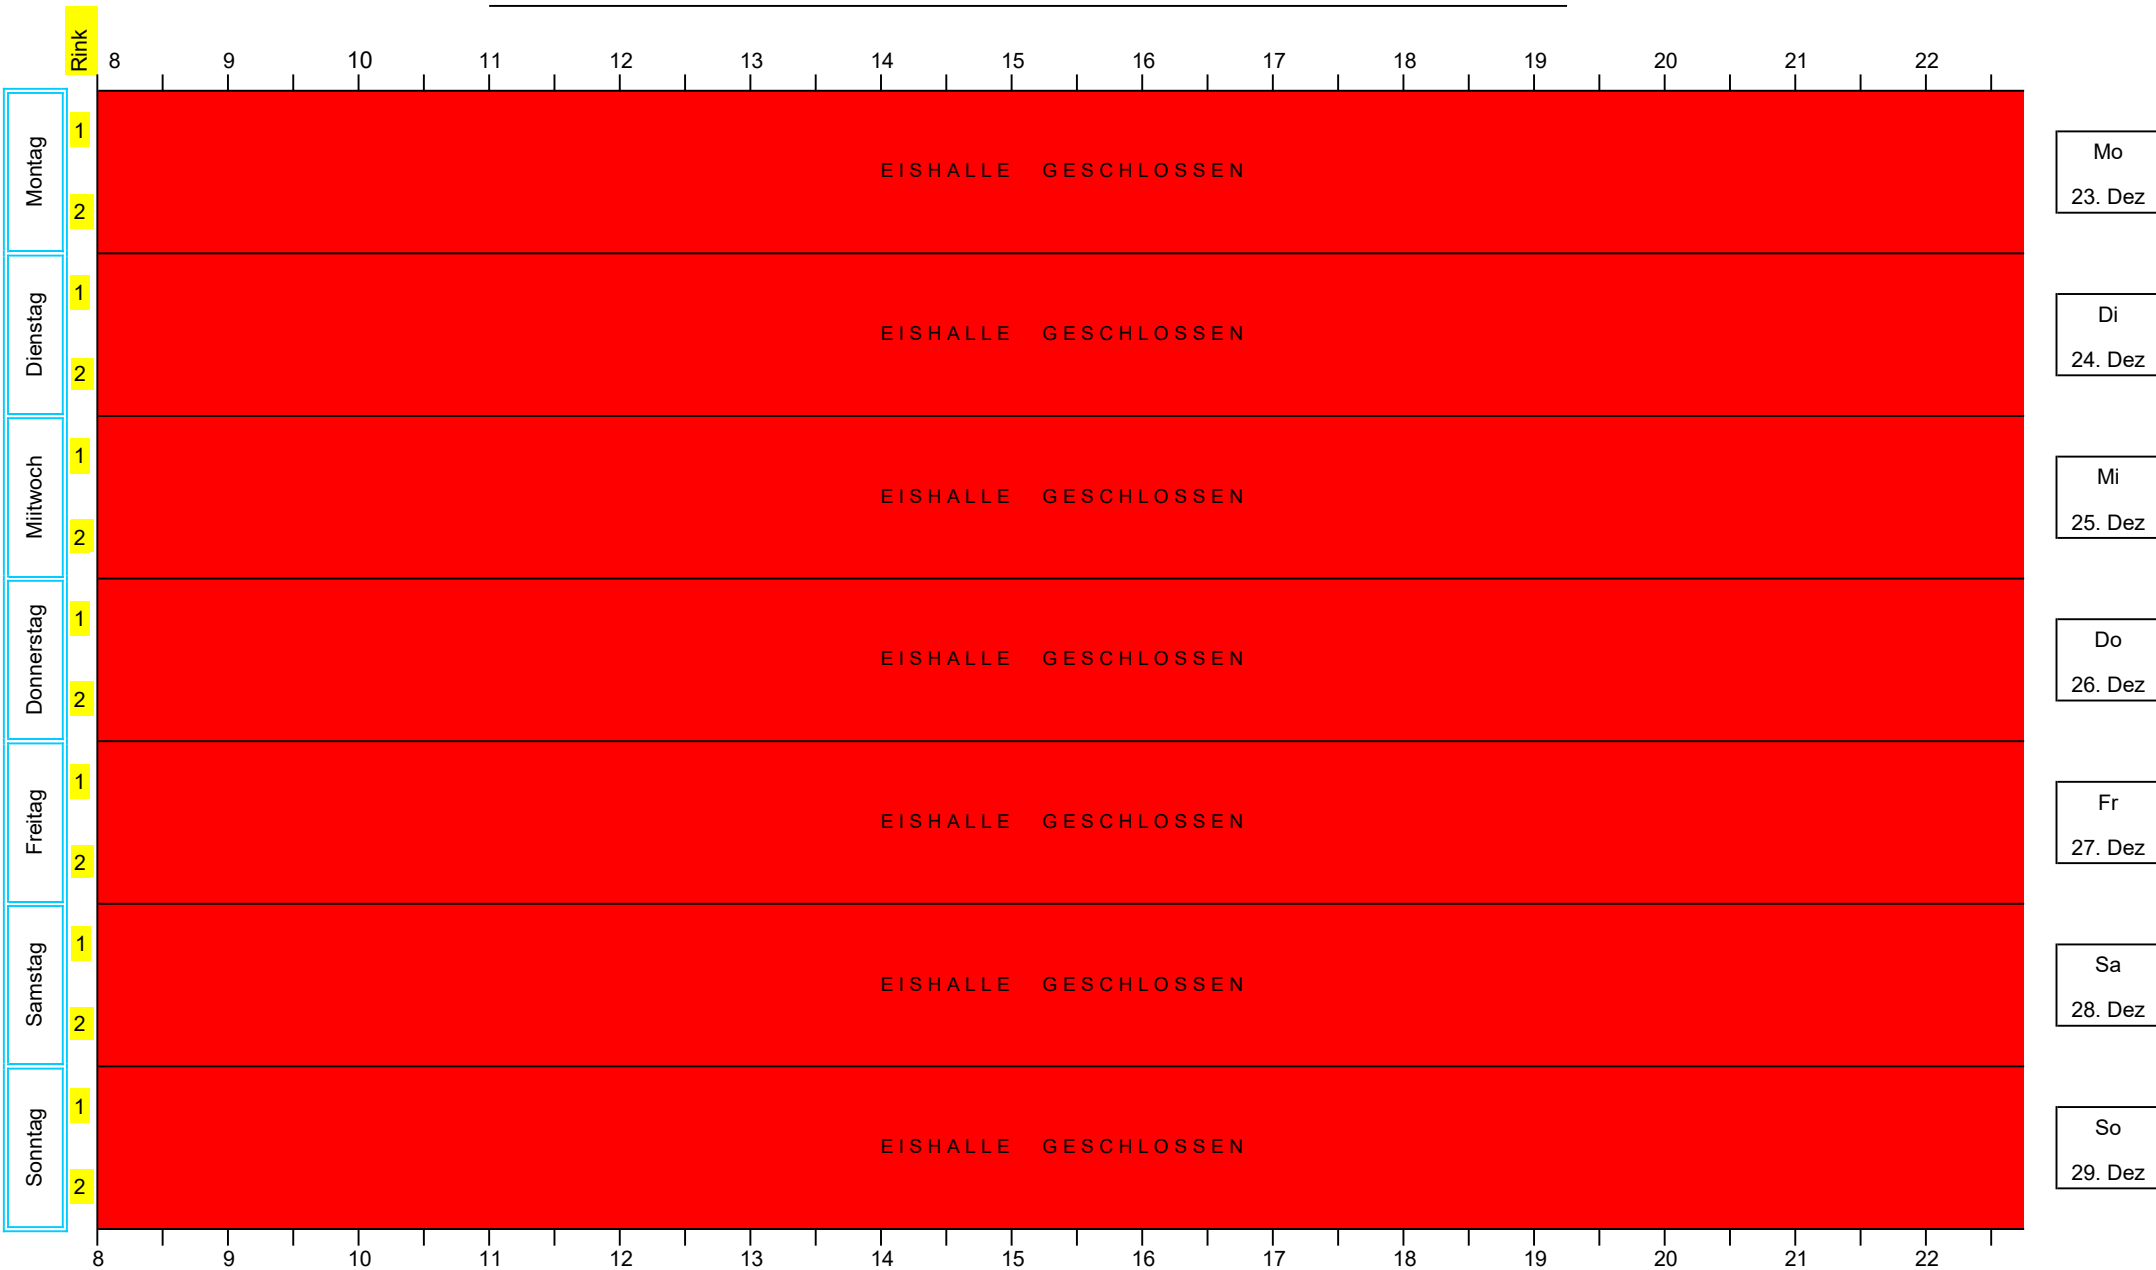 Rink
8 9 10 11 12 13 14 15 16 17 18 19 20 21 22
Montag
1
2
EISHALLE GESCHLOSSEN
Mo
23. Dez
Dienstag
1
2
EISHALLE GESCHLOSSEN
Di
24. Dez
Miitwoch
1
2
EISHALLE GESCHLOSSEN
Mi
25. Dez
Donnerstag
1
2
EISHALLE GESCHLOSSEN
Do
26. Dez
Freitag
1
2
EISHALLE GESCHLOSSEN
Fr
27. Dez
Samstag
1
2
EISHALLE GESCHLOSSEN
Sa
28. Dez
Sonntag
1
2
EISHALLE GESCHLOSSEN
So
29. Dez
8 9 10 11 12 13 14 15 16 17 18 19 20 21 22